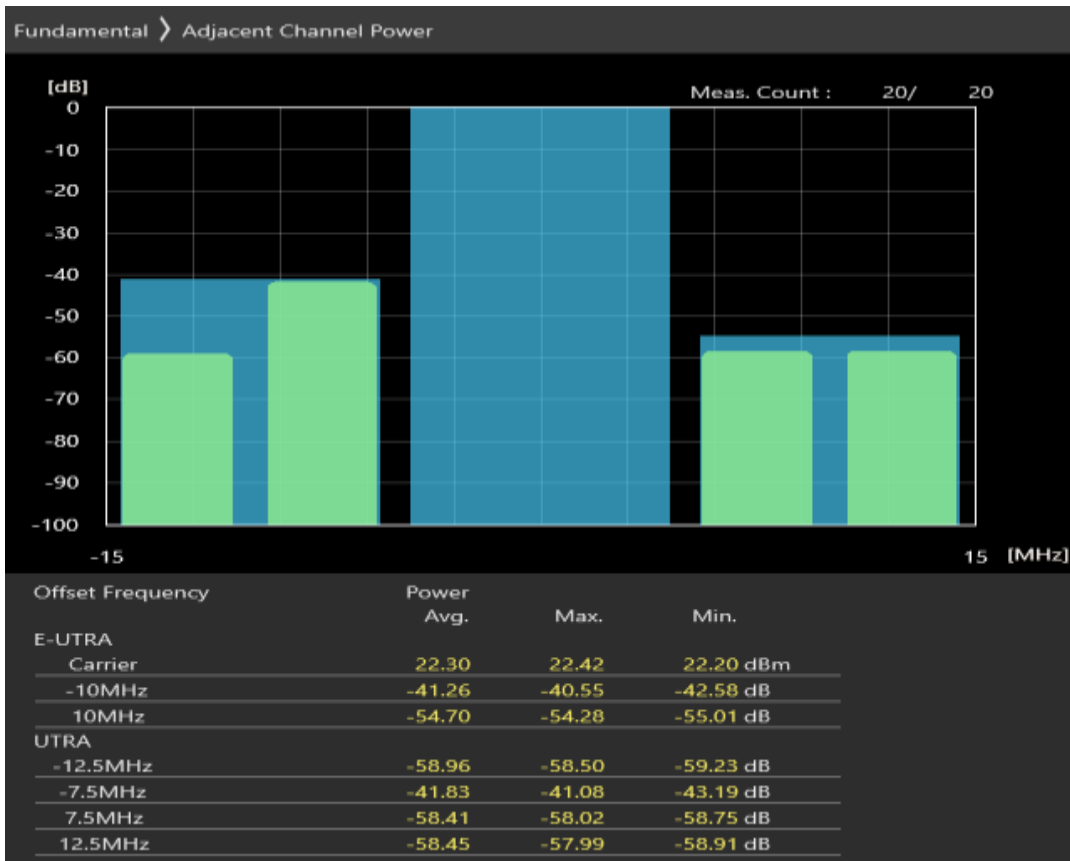 Fundamental 》 Adjacent Channel Power
[dB]
Meas. Count : 20/ 20
0
-10
-20
-30
-40
-50
-60
-70
-80
-90
-100
-15 15 [MHz]
Offset Frequency Power
Avg. Max. Min.
E-UTRA
Carrier 22.30 22.42 22.20 dBm
-10MHz -41.26 -40.55 -42.58 dB
10MHz -54.70 -54.28 -55.01 dB
UTRA
-12.5MHz -58.96 -58.50 -59.23 dB
-7.5MHz -41.83 -41.08 -43.19 dB
7.5MHz -58.41 -58.02 -58.75 dB
12.5MHz -58.45 -57.99 -58.91 dB